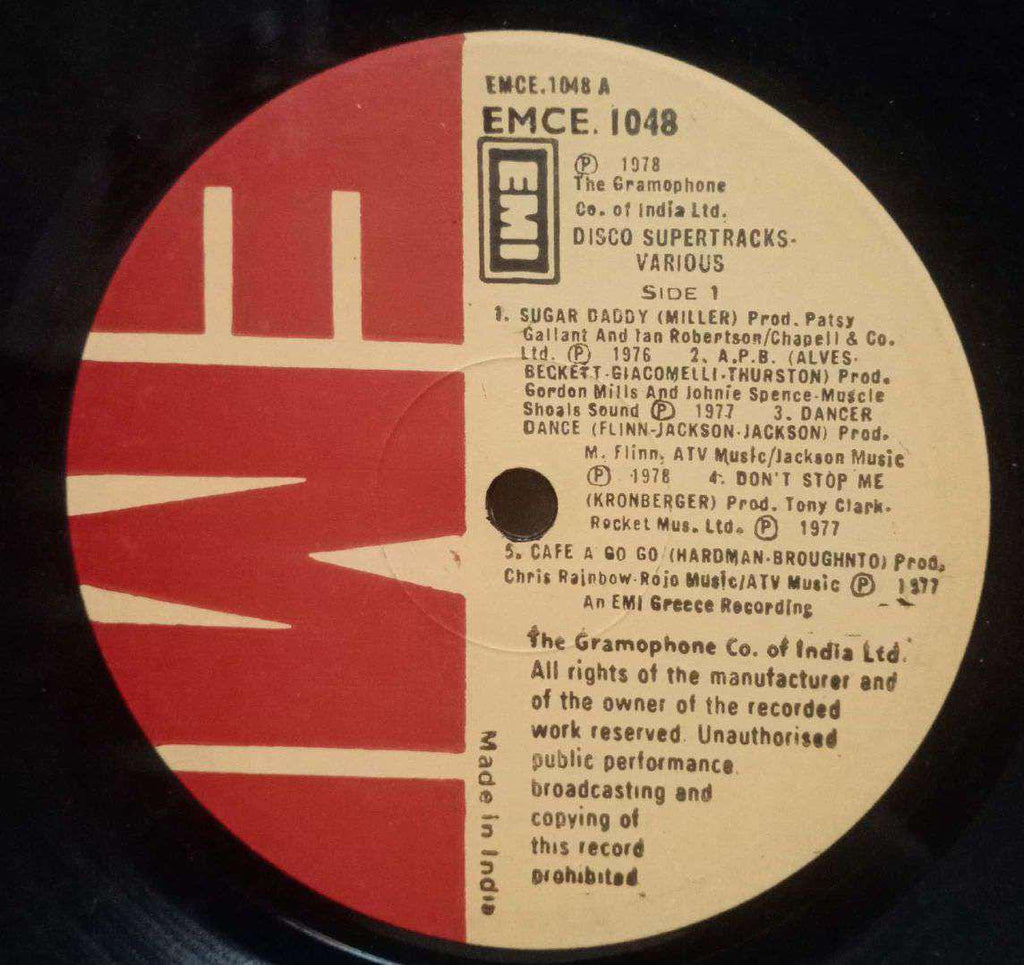 EMCE.1048 A
EMCE. 1048
EMI
Ⓟ 1978
The Gramophone
Co. of India Ltd.
DISCO SUPERTRACKS-
VARIOUS
SIDE 1
1. SUGAR DADDY (MILLER) Prod. Patsy
Gallant And Ian Robertson/Chapell & Co.
Ltd. Ⓟ 1976 2. A.P.B. (ALVES-
BECKETT-GIACOMELLI-THURSTON) Prod.
Gordon Mills And Johnie Spence-Muscle
Shoals Sound Ⓟ 1977 3. DANCER
DANCE (FLINN-JACKSON-JACKSON) Prod.
M. Flinn, ATV Music/Jackson Music
Ⓟ 1978 4. DON'T STOP ME
(KRONBERGER) Prod. Tony Clark-
Rocket Mus. Ltd. Ⓟ 1977
5. CAFE A GO GO (HARDMAN-BROUGHNTO) Prod.
Chris Rainbow-Rojo Music/ATV Music Ⓟ 1977
An EMI Greece Recording
The Gramophone Co. of India Ltd.
All rights of the manufacturer and
of the owner of the recorded
work reserved. Unauthorised
public performance
broadcasting and
copying of
this record
prohibited
Made in India
EMI